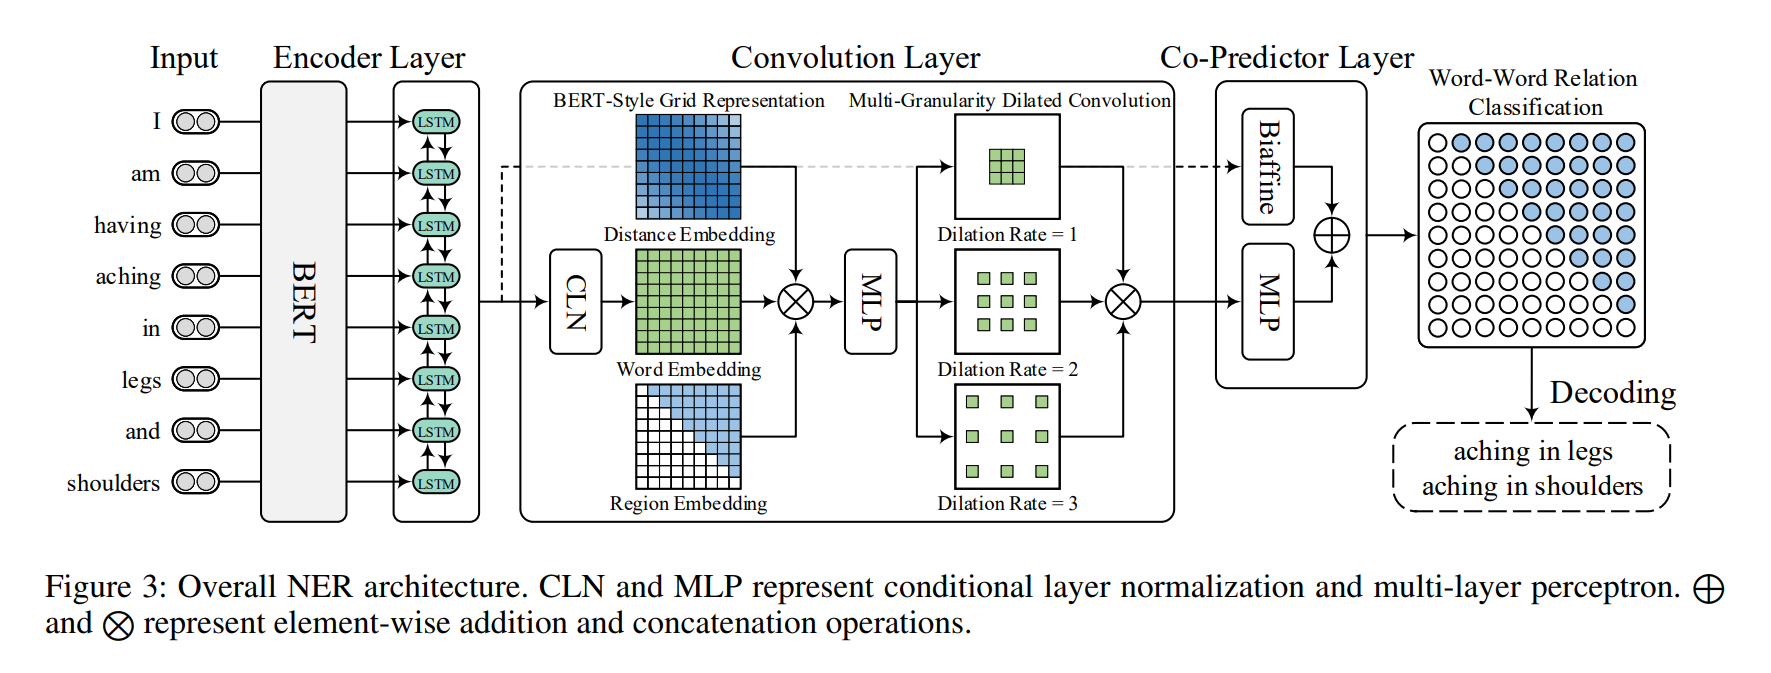 Input
Encoder Layer
Convolution Layer
Co-Predictor Layer
Word-Word Relation
Classification
BERT-Style Grid Representation
Multi-Granularity Dilated Convolution
I
am
having
aching
in
legs
and
shoulders
BERT
LSTM
LSTM
LSTM
LSTM
LSTM
LSTM
LSTM
LSTM
CLN
Distance Embedding
Word Embedding
Region Embedding
MLP
Dilation Rate = 1
Dilation Rate = 2
Dilation Rate = 3
Biaffine
MLP
Decoding
aching in legs
aching in shoulders
Figure 3: Overall NER architecture. CLN and MLP represent conditional layer normalization and multi-layer perceptron. ⊕
and ⊗ represent element-wise addition and concatenation operations.